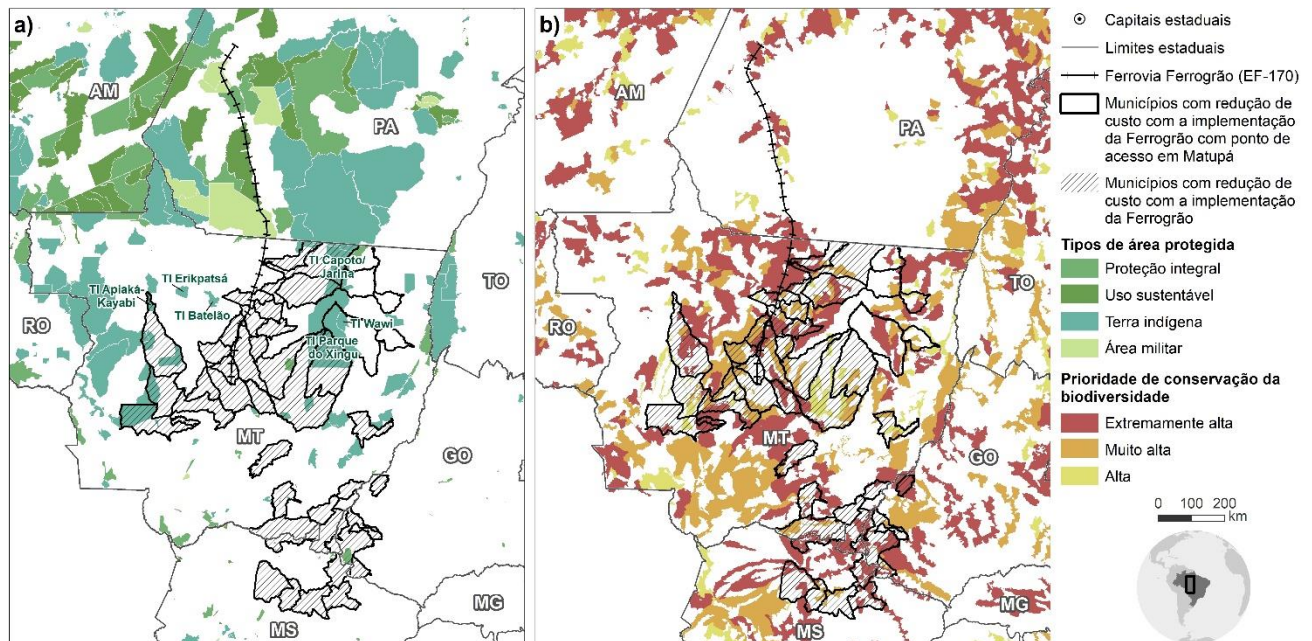 a)
AM
PA
TI Capoto/
Jarina
TI Erikpatsá
TI Apiaká-
Kayabi
TI Batelão
TI Wawi
TI Parque
do Xingu
RO
TO
MT
GO
MS
MG
b)
AM
PA
RO
TO
MT
GO
MS
MG
Capitais estaduais
Limites estaduais
Ferrovia Ferrogrão (EF-170)
Municípios com redução de
custo com a implementação
da Ferrogrão com ponto de
acesso em Matupá
Municípios com redução de
custo com a implementação
da Ferrogrão
Tipos de área protegida
Proteção integral
Uso sustentável
Terra indígena
Área militar
Prioridade de conservação da
biodiversidade
Extremamente alta
Muito alta
Alta
0 100 200
km